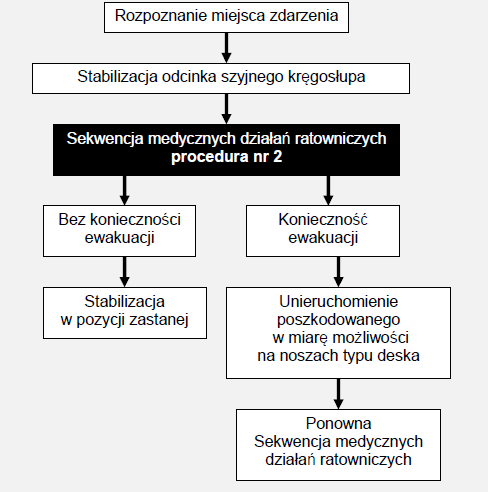 Rozpoznanie miejsca zdarzenia
Stabilizacja odcinka szyjnego kręgosłupa
Sekwencja medycznych działań ratowniczych
procedura nr 2
Bez konieczności
ewakuacji
Konieczność
ewakuacji
Stabilizacja
w pozycji zastanej
Unieruchomienie
poszkodowanego
w miarę możliwości
na noszach typu deska
Ponowna
Sekwencja medycznych
działań ratowniczych